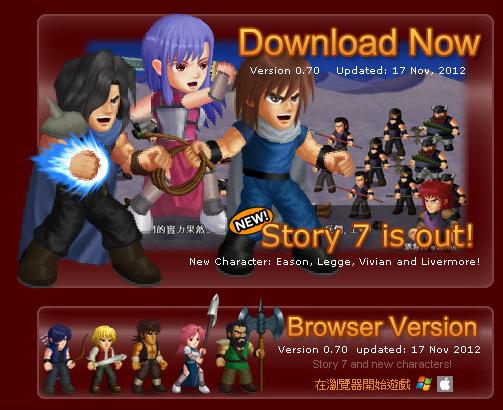 Download Now
Version 0.70 Updated: 17 Nov, 2012
們的實力果然
NEW!
Story 7 is out!
New Character: Eason, Legge, Vivian and Livermore!
Browser Version
Version 0.70 updated: 17 Nov 2012
Story 7 and new characters!
在瀏覽器開始遊戲